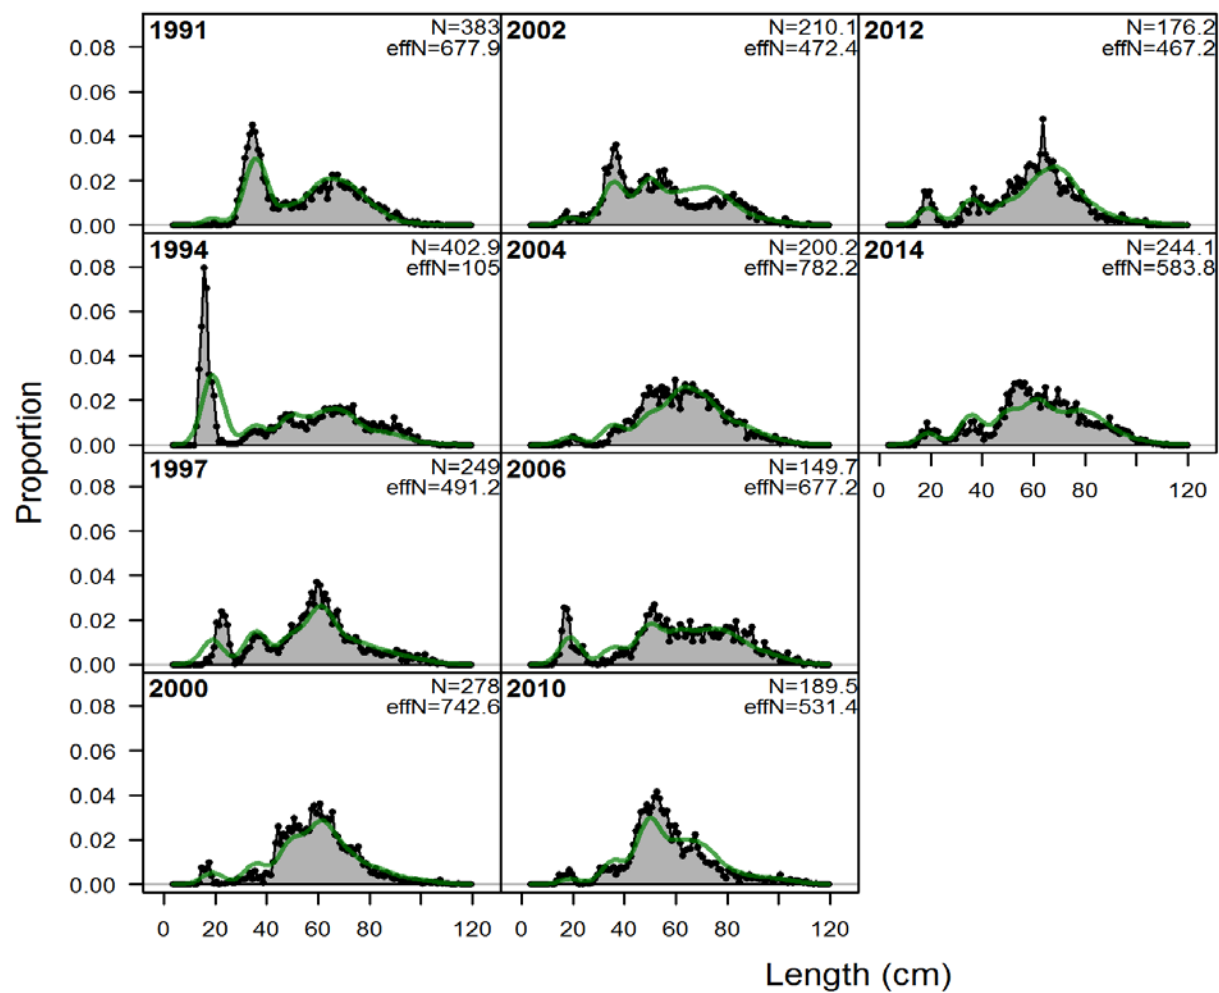 1991
N=383
effN=677.9
2002
N=210.1
effN=472.4
2012
N=176.2
effN=467.2
0.08
0.06
0.04
0.02
0.00
1994
N=402.9
effN=105
2004
N=200.2
effN=782.2
2014
N=244.1
effN=583.8
0.08
0.06
0.04
0.02
0.00
0 20 40 60 80 120
1997
N=249
effN=491.2
2006
N=149.7
effN=677.2
0.08
0.06
0.04
0.02
0.00
2000
N=278
effN=742.6
2010
N=189.5
effN=531.4
0.08
0.06
0.04
0.02
0.00
0 20 40 60 80 120
0 20 40 60 80 120
Proportion
Length (cm)